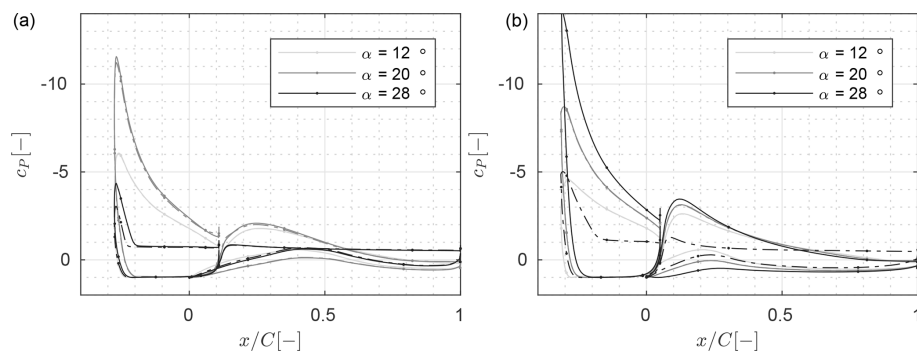 (a)
α = 12 °
α = 20 °
α = 28 °
-10
-5
0
c_P[−]
0
0.5
1
x/C[−]
(b)
α = 12 °
α = 20 °
α = 28 °
-10
-5
0
c_P[−]
0
0.5
1
x/C[−]